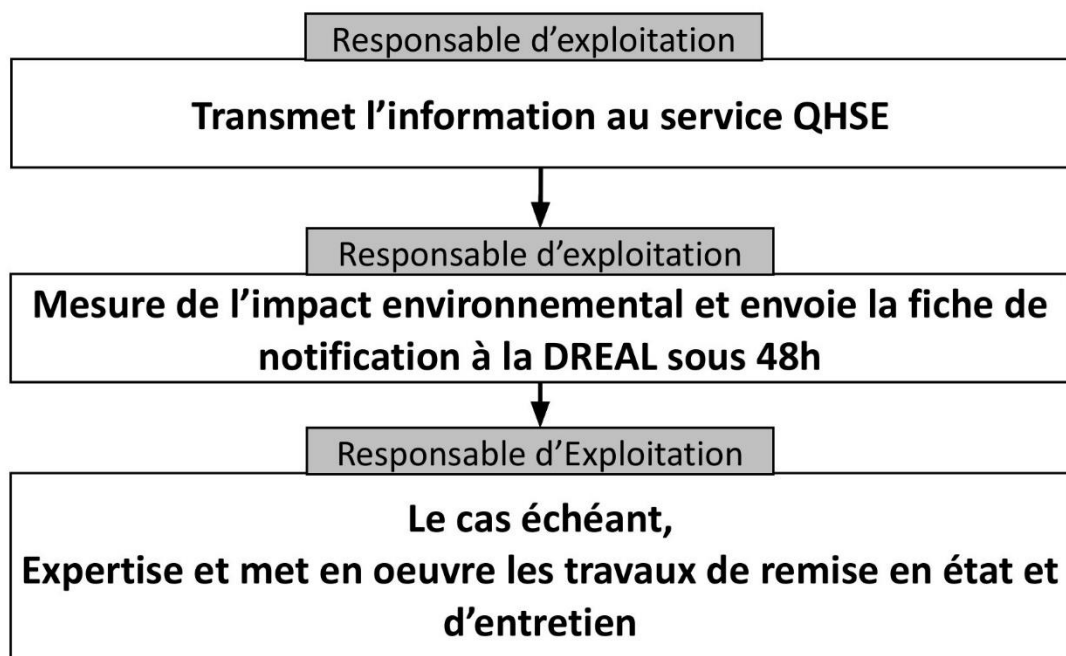 Responsable d’exploitation
Transmet l’information au service QHSE
Responsable d’exploitation
Mesure de l’impact environnemental et envoie la fiche de
notification à la DREAL sous 48h
Responsable d’Exploitation
Le cas échéant,
Expertise et met en oeuvre les travaux de remise en état et
d’entretien